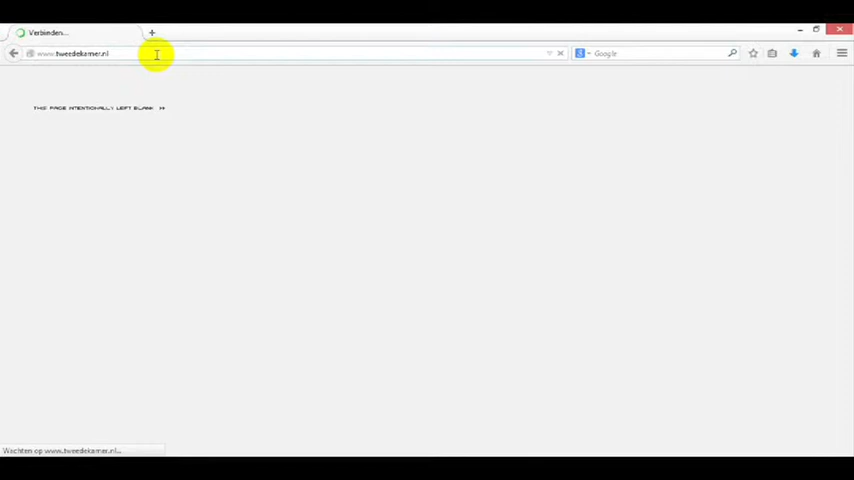 Verbinden...
www.tweedekamer.nl
Google
THIS PAGE INTENTIONALLY LEFT BLANK
Wachten op www.tweedekamer.nl...